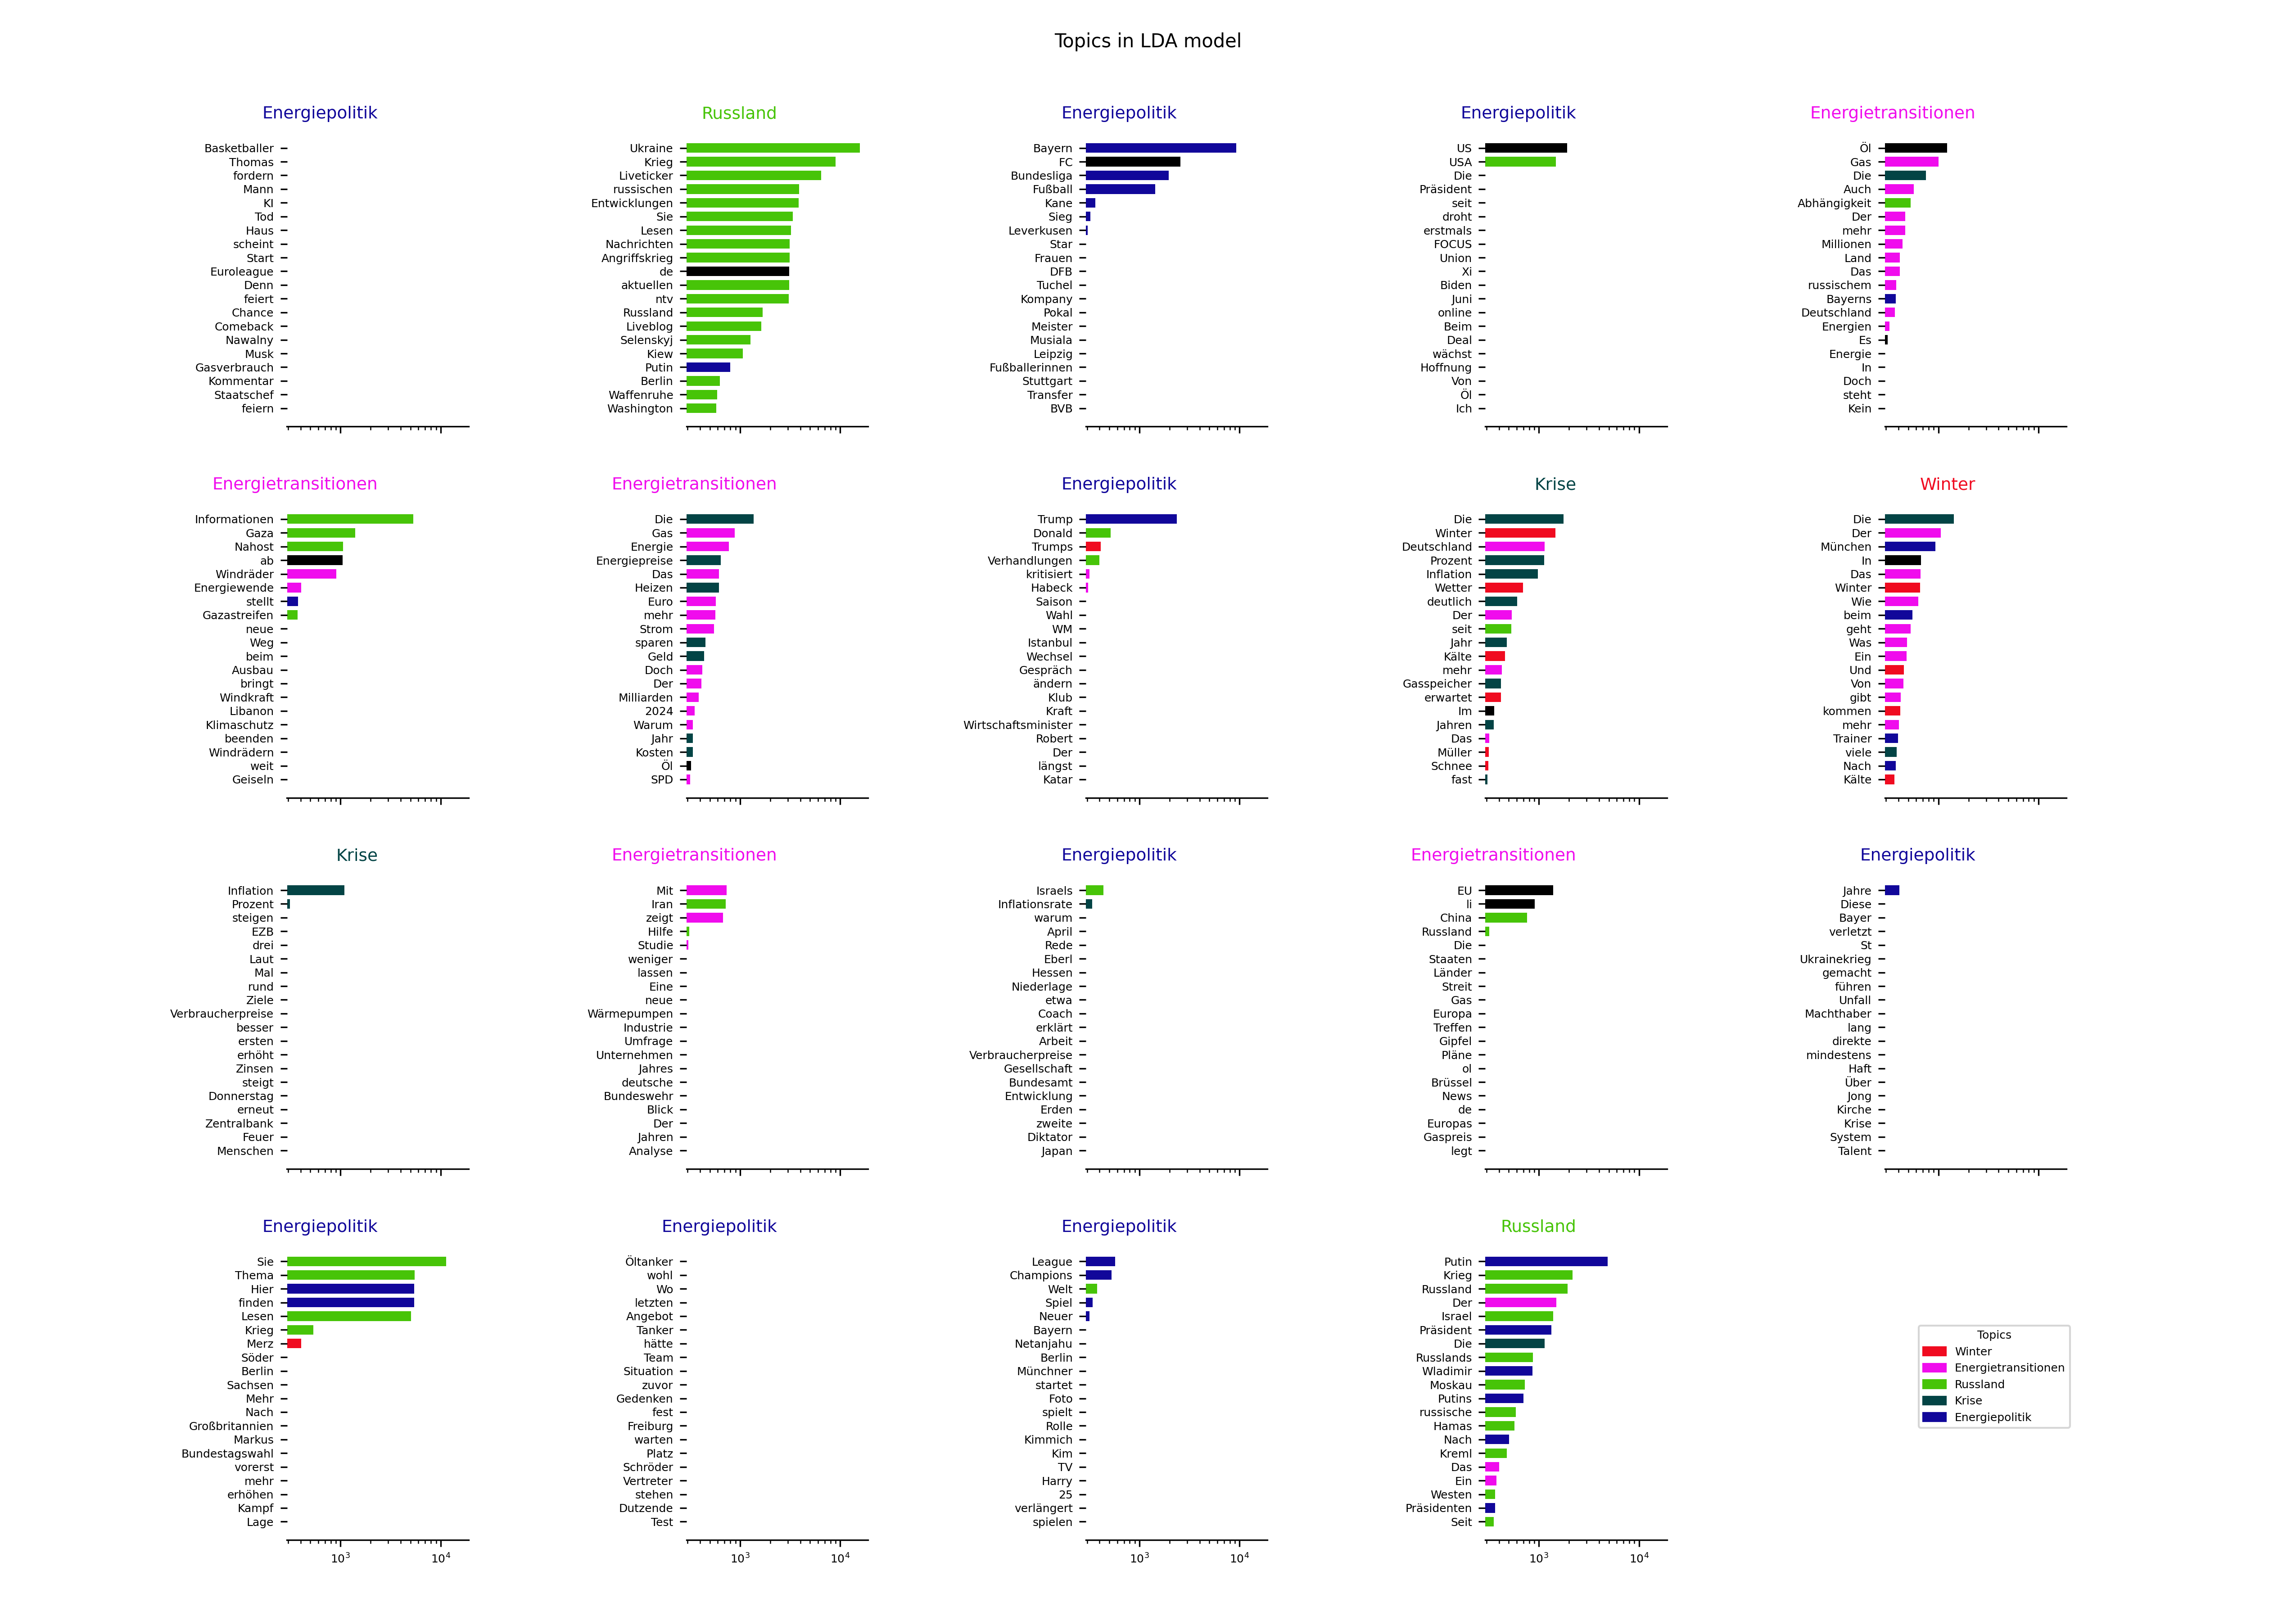 Topics in LDA model
Energiepolitik
Basketballer
Thomas
fordern
Mann
KI
Tod
Haus
scheint
Start
Euroleague
Denn
feiert
Chance
Comeback
Nawalny
Musk
Gasverbrauch
Kommentar
Staatschef
feiern
Russland
Ukraine
Krieg
Liveticker
russischen
Entwicklungen
Sie
Lesen
Nachrichten
Angriffskrieg
de
aktuellen
ntv
Russland
Liveblog
Selenskyj
Kiew
Putin
Berlin
Waffenruhe
Washington
Energiepolitik
Bayern
FC
Bundesliga
Fußball
Kane
Sieg
Leverkusen
Star
Frauen
DFB
Tuchel
Kompany
Pokal
Meister
Musiala
Leipzig
Fußballerinnen
Stuttgart
Transfer
BVB
Energiepolitik
US
USA
Die
Präsident
seit
droht
erstmals
FOCUS
Union
Xi
Biden
Juni
online
Beim
Deal
wächst
Hoffnung
Von
Öl
Ich
Energietransitionen
Öl
Gas
Die
Auch
Abhängigkeit
Der
mehr
Millionen
Land
Das
russischem
Bayerns
Deutschland
Energien
Es
Energie
In
Doch
steht
Kein
Energietransitionen
Informationen
Gaza
Nahost
ab
Windräder
Energiewende
stellt
Gazastreifen
neue
Weg
beim
Ausbau
bringt
Windkraft
Libanon
Klimaschutz
beenden
Windrädern
weit
Geiseln
Energietransitionen
Die
Gas
Energie
Energiepreise
Das
Heizen
Euro
mehr
Strom
sparen
Geld
Doch
Der
Milliarden
2024
Warum
Jahr
Kosten
Öl
SPD
Energiepolitik
Trump
Donald
Trumps
Verhandlungen
kritisiert
Habeck
Saison
Wahl
WM
Istanbul
Wechsel
Gespräch
ändern
Klub
Kraft
Wirtschaftsminister
Robert
Der
längst
Katar
Krise
Die
Winter
Deutschland
Prozent
Inflation
Wetter
deutlich
Der
seit
Jahr
Kälte
mehr
Gasspeicher
erwartet
Im
Jahren
Das
Müller
Schnee
fast
Winter
Die
Der
München
In
Das
Winter
Wie
beim
geht
Was
Ein
Und
Von
gibt
kommen
mehr
Trainer
viele
Nach
Kälte
Krise
Inflation
Prozent
steigen
EZB
drei
Laut
Mal
rund
Ziele
Verbraucherpreise
besser
ersten
erhöht
Zinsen
steigt
Donnerstag
erneut
Zentralbank
Feuer
Menschen
Energietransitionen
Mit
Iran
zeigt
Hilfe
Studie
weniger
lassen
Eine
neue
Wärmepumpen
Industrie
Umfrage
Unternehmen
Jahres
deutsche
Bundeswehr
Blick
Der
Jahren
Analyse
Energiepolitik
Israels
Inflationsrate
warum
April
Rede
Eberl
Hessen
Niederlage
etwa
Coach
erklärt
Arbeit
Verbraucherpreise
Gesellschaft
Bundesamt
Entwicklung
Erden
zweite
Diktator
Japan
Energietransitionen
EU
li
China
Russland
Die
Staaten
Länder
Streit
Gas
Europa
Treffen
Gipfel
Pläne
ol
Brüssel
News
de
Europas
Gaspreis
legt
Energiepolitik
Jahre
Diese
Bayer
verletzt
St
Ukrainekrieg
gemacht
führen
Unfall
Machthaber
lang
direkte
mindestens
Haft
Über
Jong
Kirche
Krise
System
Talent
Energiepolitik
Sie
Thema
Hier
finden
Lesen
Krieg
Merz
Söder
Berlin
Sachsen
Mehr
Nach
Großbritannien
Markus
Bundestagswahl
vorerst
mehr
erhöhen
Kampf
Lage
10³ 10⁴
Energiepolitik
Öltanker
wohl
Wo
letzten
Angebot
Tanker
hätte
Team
Situation
zuvor
Gedenken
fest
Freiburg
warten
Platz
Schröder
Vertreter
stehen
Dutzende
Test
10³ 10⁴
Energiepolitik
League
Champions
Welt
Spiel
Neuer
Bayern
Netanjahu
Berlin
Münchner
startet
Foto
spielt
Rolle
Kimmich
Kim
TV
Harry
25
verlängert
spielen
10³ 10⁴
Russland
Putin
Krieg
Russland
Der
Israel
Präsident
Die
Russlands
Wladimir
Moskau
Putins
russische
Hamas
Nach
Kreml
Das
Ein
Westen
Präsidenten
Seit
10³ 10⁴
Topics
Winter
Energietransitionen
Russland
Krise
Energiepolitik